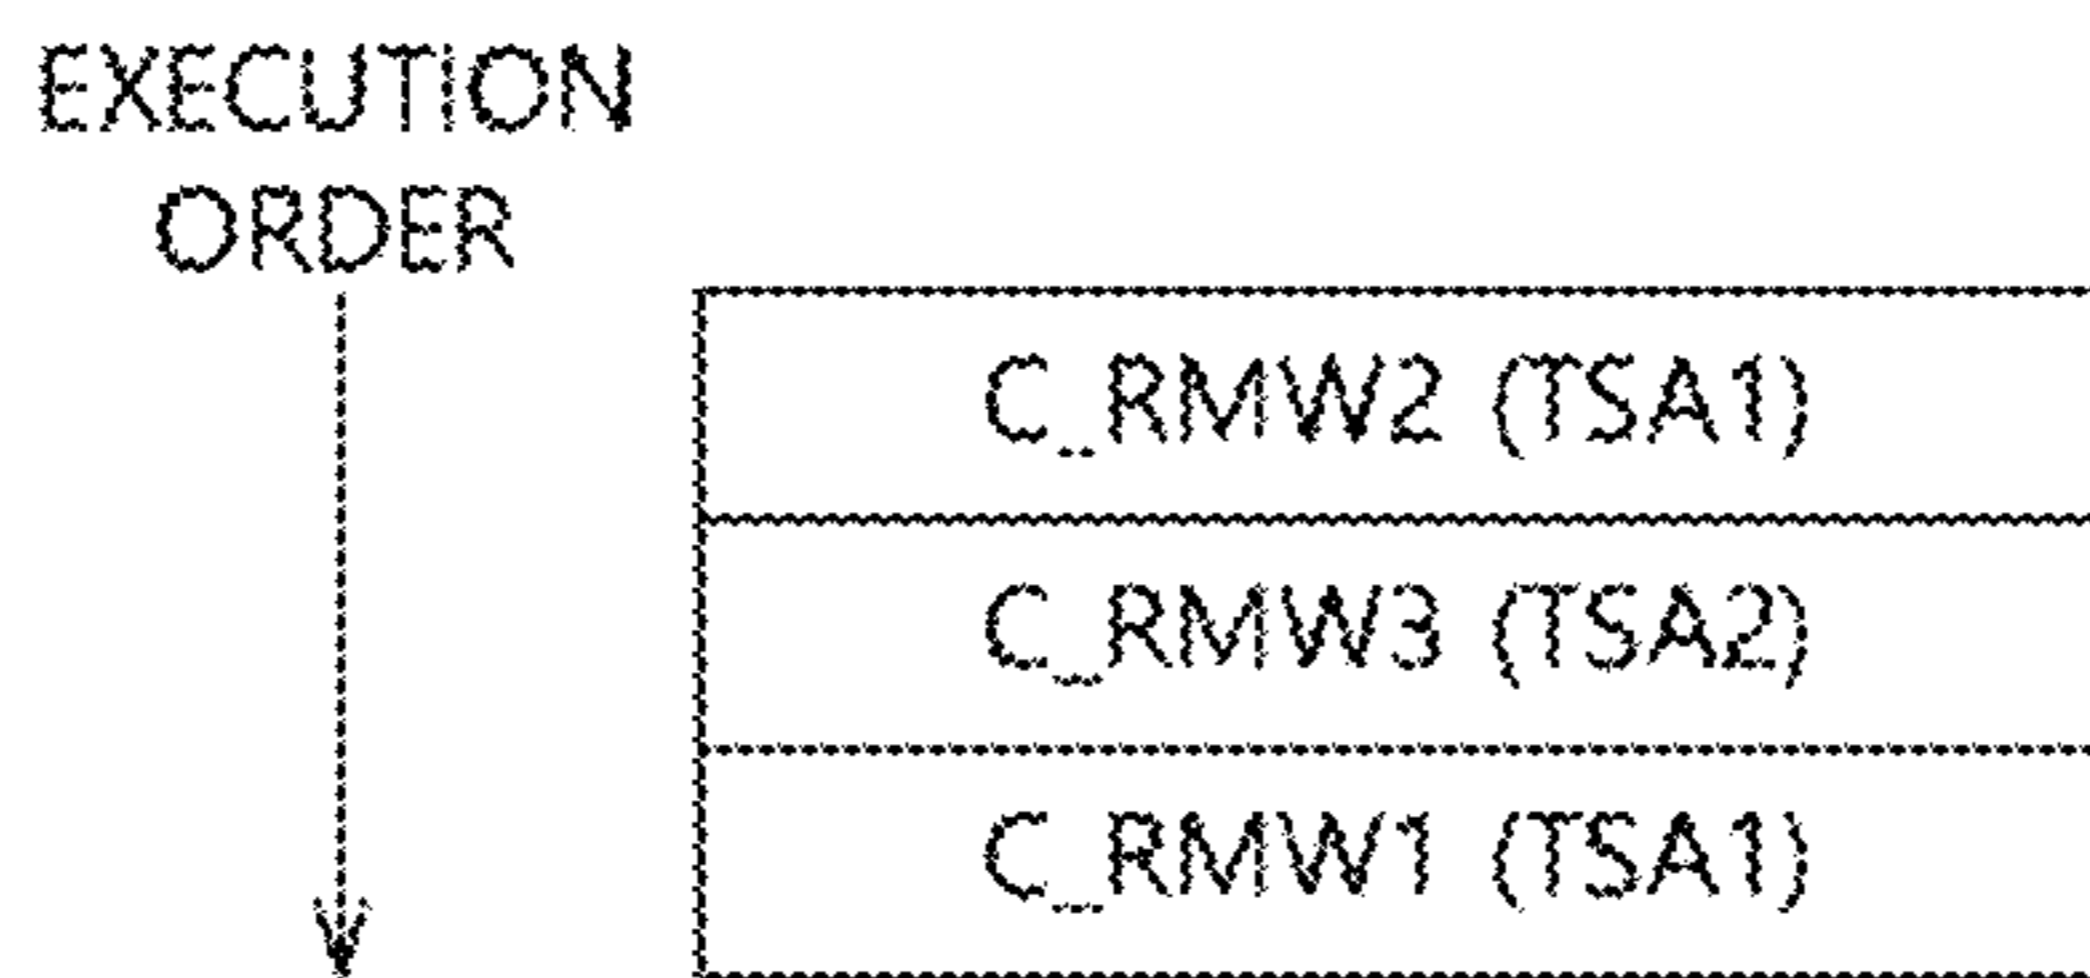 EXECUTION
ORDER
C_RMW2 (TSA1)
C_RMW3 (TSA2)
C_RMW1 (TSA1)